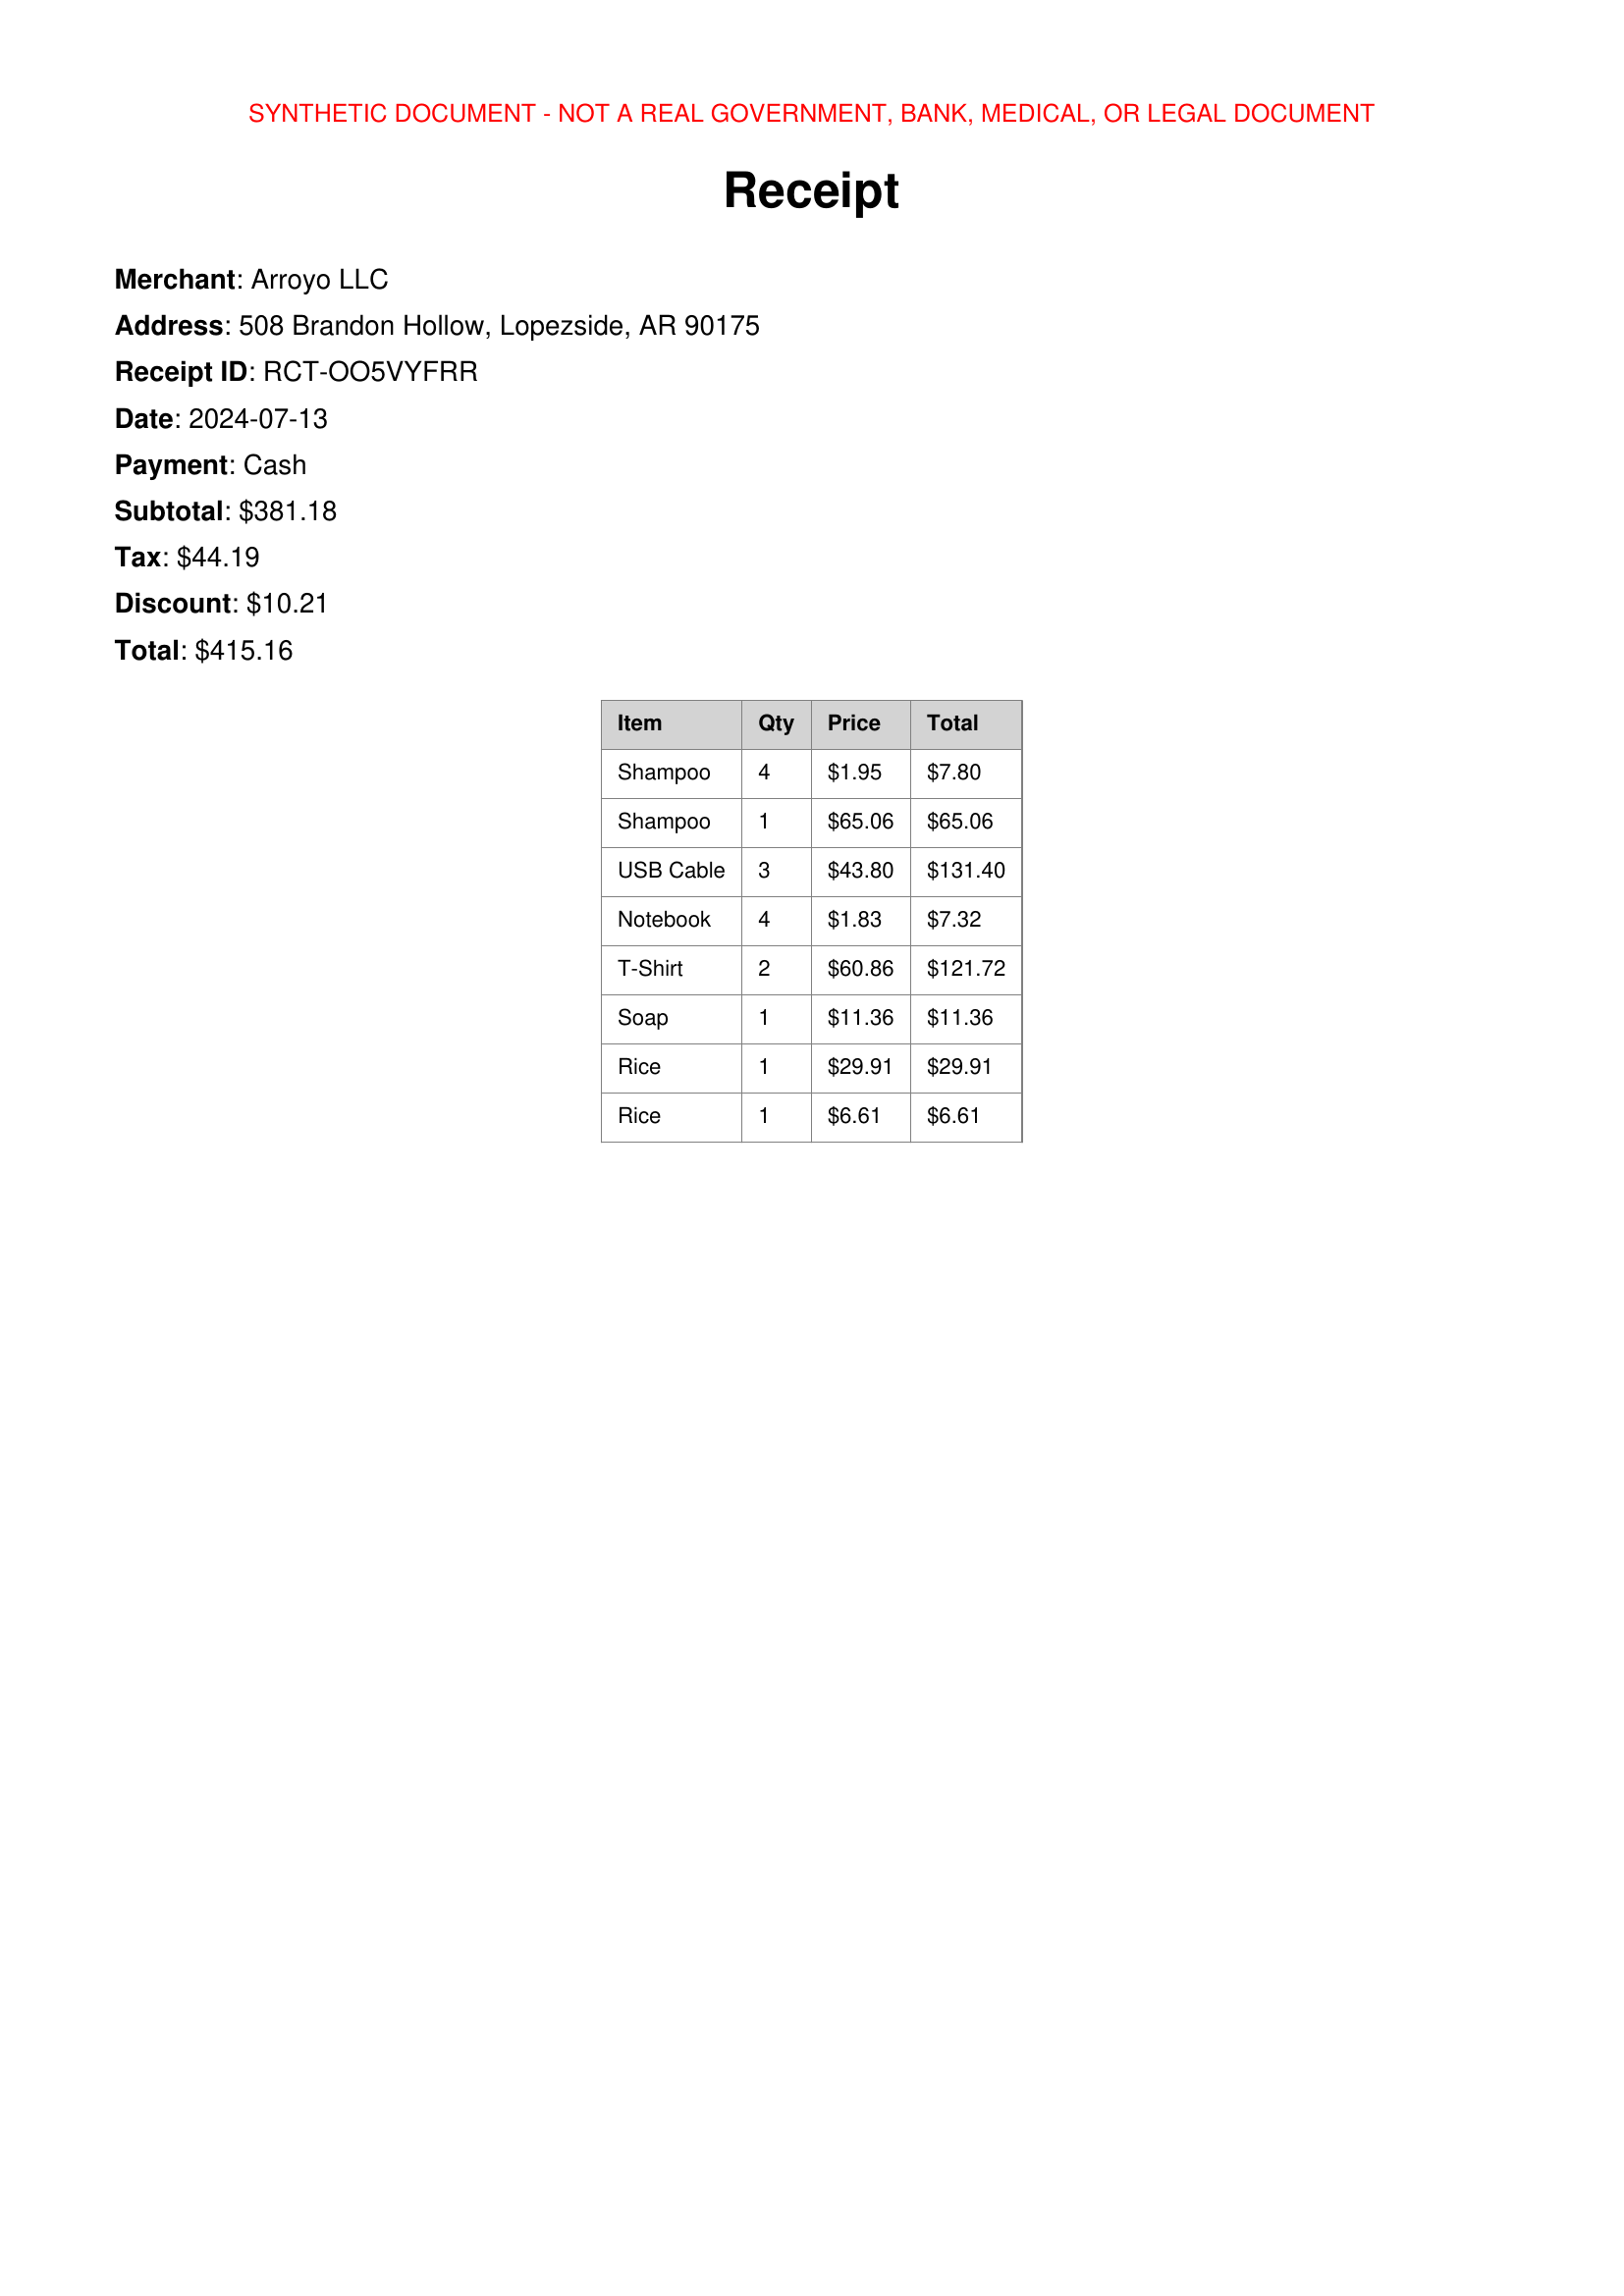 SYNTHETIC DOCUMENT - NOT A REAL GOVERNMENT, BANK, MEDICAL, OR LEGAL DOCUMENT
Receipt
Merchant: Arroyo LLC
Address: 508 Brandon Hollow, Lopezside, AR 90175
Receipt ID: RCT-OO5VYFRR
Date: 2024-07-13
Payment: Cash
Subtotal: $381.18
Tax: $44.19
Discount: $10.21
Total: $415.16
Item Qty Price Total
Shampoo 4 $1.95 $7.80
Shampoo 1 $65.06 $65.06
USB Cable 3 $43.80 $131.40
Notebook 4 $1.83 $7.32
T-Shirt 2 $60.86 $121.72
Soap 1 $11.36 $11.36
Rice 1 $29.91 $29.91
Rice 1 $6.61 $6.61